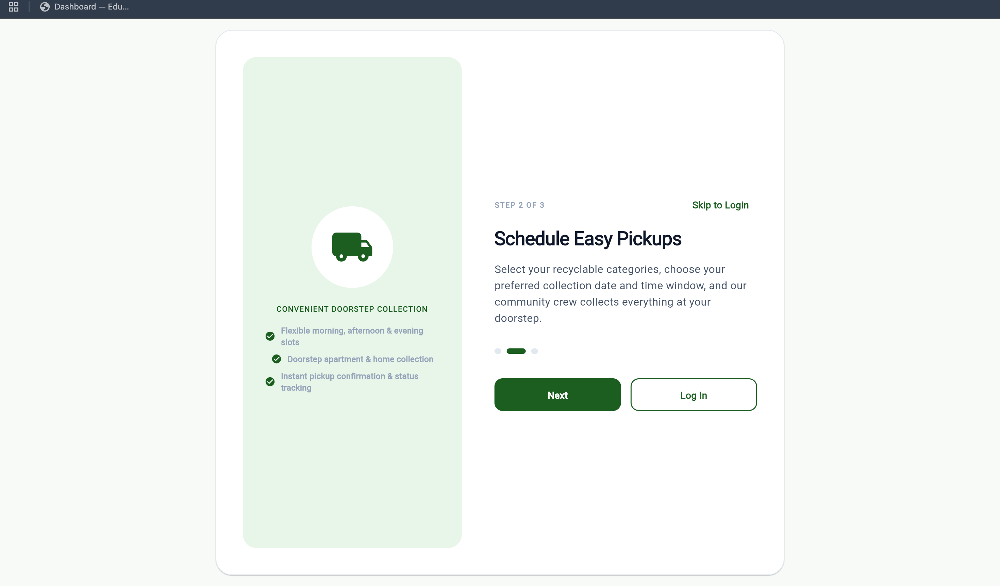 Dashboard — Edu...
CONVENIENT DOORSTEP COLLECTION
Flexible morning, afternoon & evening
slots
Doorstep apartment & home collection
Instant pickup confirmation & status
tracking
STEP 2 OF 3
Skip to Login
Schedule Easy Pickups
Select your recyclable categories, choose your
preferred collection date and time window, and our
community crew collects everything at your
doorstep.
Next
Log In